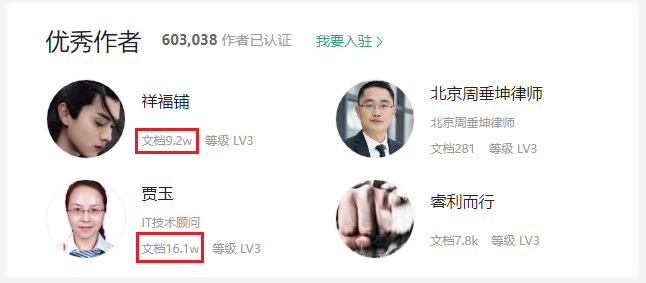 优秀作者 603,038 作者已认证 我要入驻 >
祥福铺
文档9.2w 等级 LV3
北京周垂坤律师
北京周垂坤律师
文档281 等级 LV3
贾玉
IT技术顾问
文档16.1w 等级 LV3
睿利而行
文档7.8k 等级 LV3